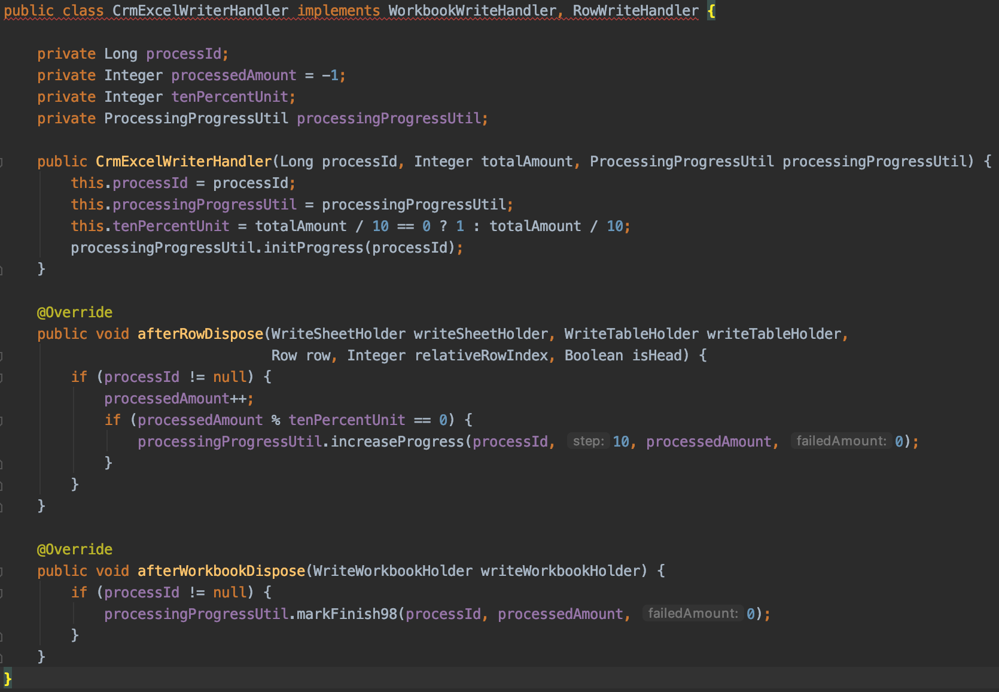 public class CrmExcelWriterHandler implements WorkbookWriteHandler, RowWriteHandler {
private Long processId;
private Integer processedAmount = -1;
private Integer tenPercentUnit;
private ProcessingProgressUtil processingProgressUtil;
public CrmExcelWriterHandler(Long processId, Integer totalAmount, ProcessingProgressUtil processingProgressUtil) {
this.processId = processId;
this.processingProgressUtil = processingProgressUtil;
this.tenPercentUnit = totalAmount / 10 == 0 ? 1 : totalAmount / 10;
processingProgressUtil.initProgress(processId);
}
@Override
public void afterRowDispose(WriteSheetHolder writeSheetHolder, WriteTableHolder writeTableHolder,
Row row, Integer relativeRowIndex, Boolean isHead) {
if (processId != null) {
processedAmount++;
if (processedAmount % tenPercentUnit == 0) {
processingProgressUtil.increaseProgress(processId, step: 10, processedAmount, failedAmount: 0);
}
}
}
@Override
public void afterWorkbookDispose(WriteWorkbookHolder writeWorkbookHolder) {
if (processId != null) {
processingProgressUtil.markFinish98(processId, processedAmount, failedAmount: 0);
}
}
}